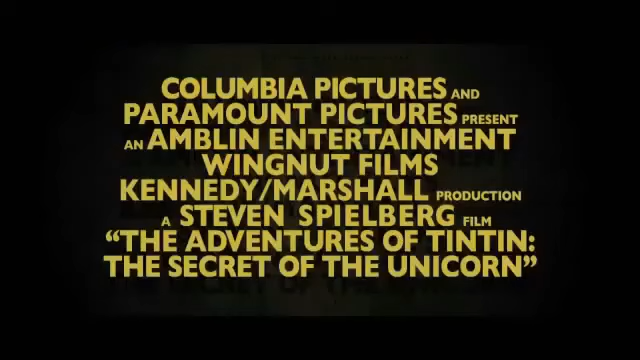 COLUMBIA PICTURES AND
PARAMOUNT PICTURES PRESENT
AN AMBLIN ENTERTAINMENT
WINGNUT FILMS
KENNEDY/MARSHALL PRODUCTION
A STEVEN SPIELBERG FILM
“THE ADVENTURES OF TINTIN:
THE SECRET OF THE UNICORN”